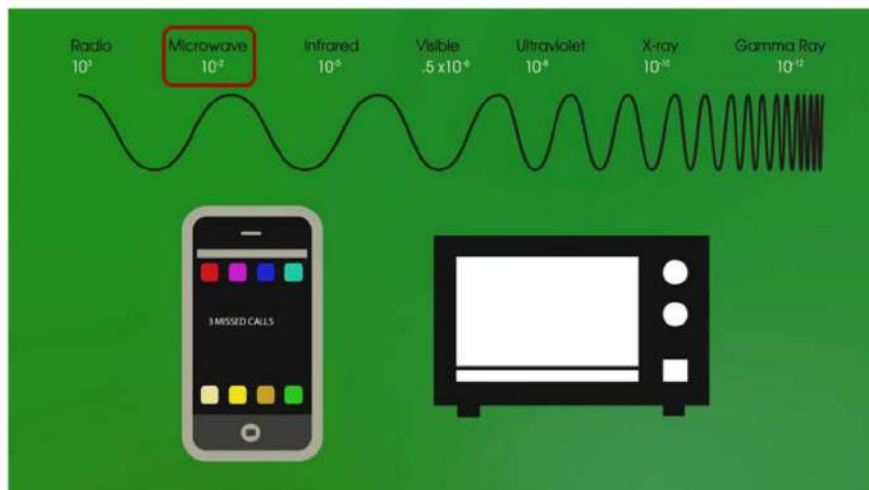 Radio Microwave Infrared Visible Ultraviolet X-ray Gamma Ray
10³ 10⁻² 10⁻⁵ .5 x10⁻⁶ 10⁻⁸ 10⁻¹⁰ 10⁻¹²
3 MISSED CALLS